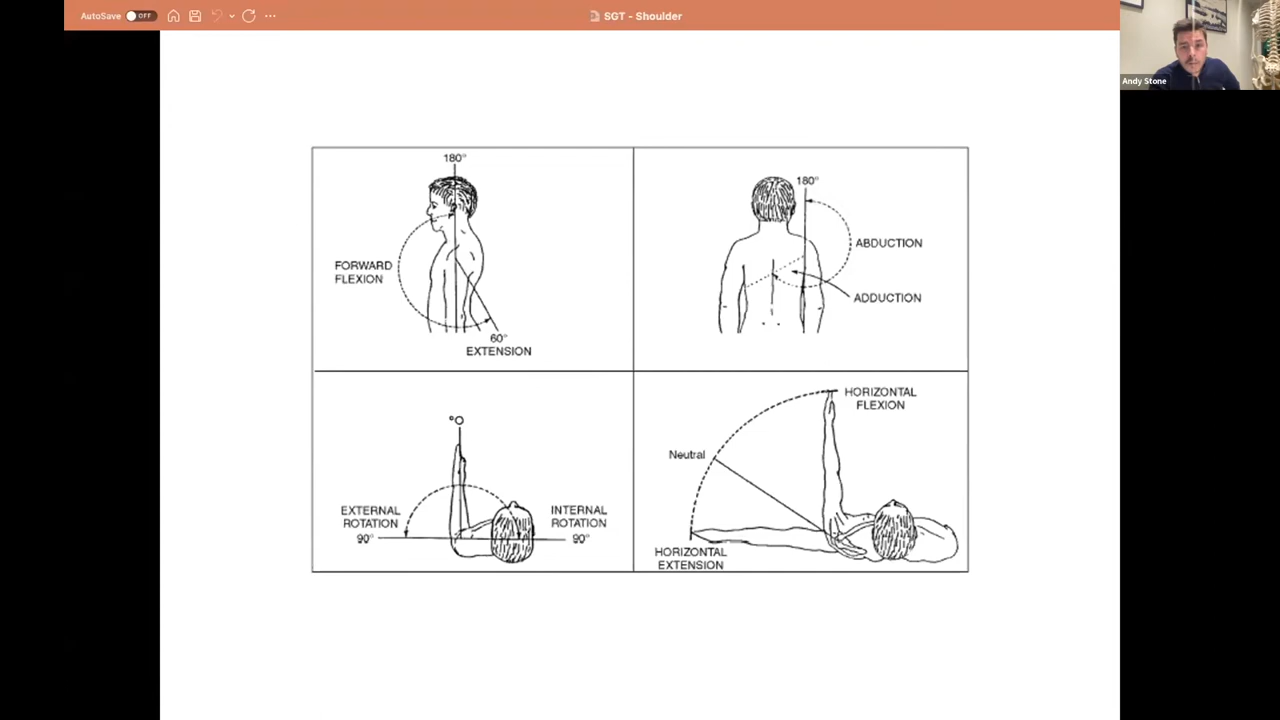 AutoSave OFF
SGT - Shoulder
Andy Stone
180°
FORWARD
FLEXION
60°
EXTENSION
180°
ABDUCTION
ADDUCTION
°O
EXTERNAL
ROTATION
90°
INTERNAL
ROTATION
90°
HORIZONTAL
FLEXION
Neutral
HORIZONTAL
EXTENSION